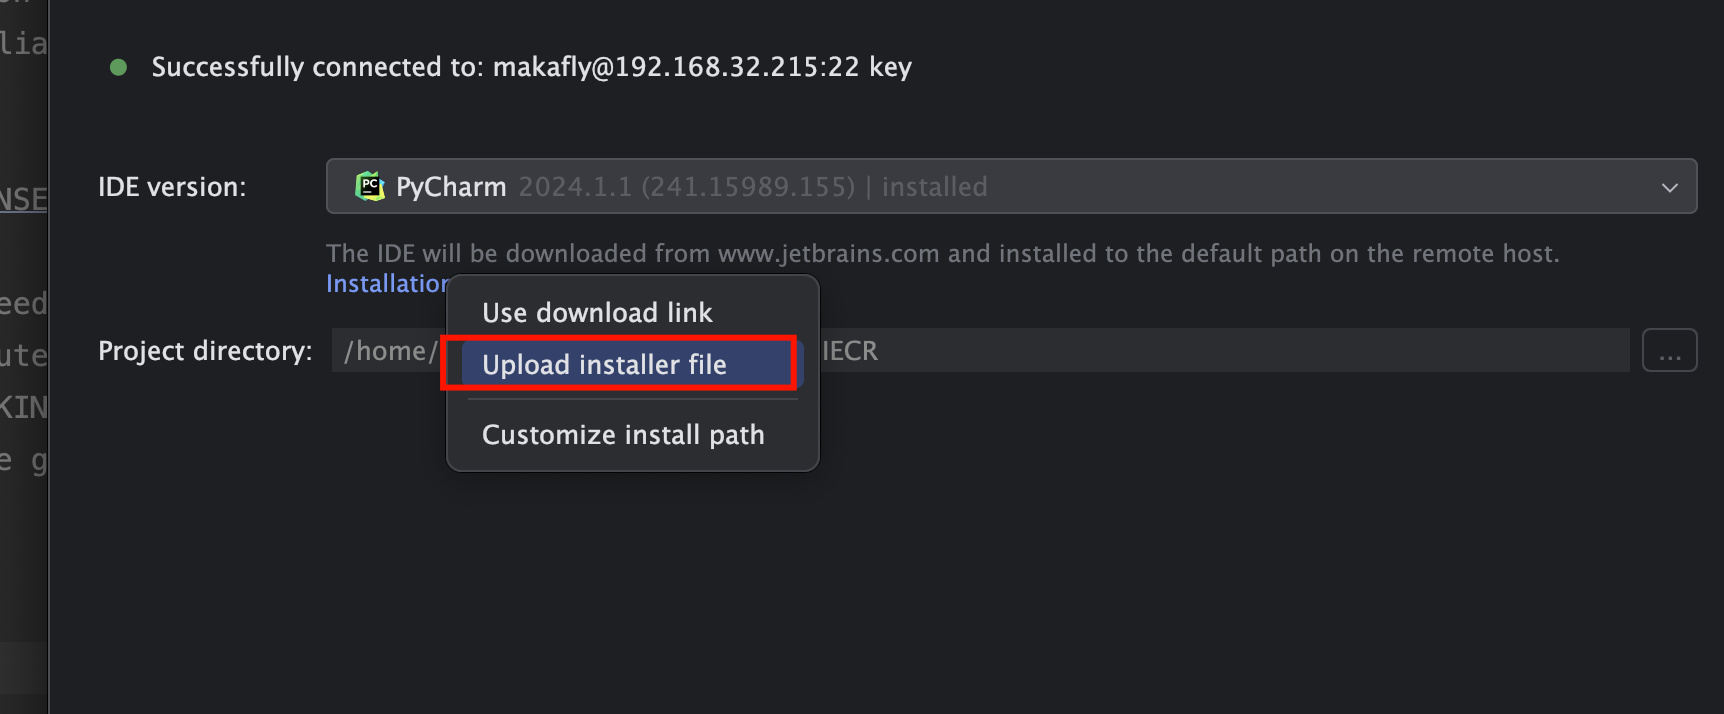 lia
Successfully connected to: makafly@192.168.32.215:22 key
NSE
IDE version: PC PyCharm 2024.1.1 (241.15989.155) | installed
The IDE will be downloaded from www.jetbrains.com and installed to the default path on the remote host.
Installation
Use download link
eed
Project directory: /home/ IECR ...
ute
Upload installer file
KIN
Customize install path
e g